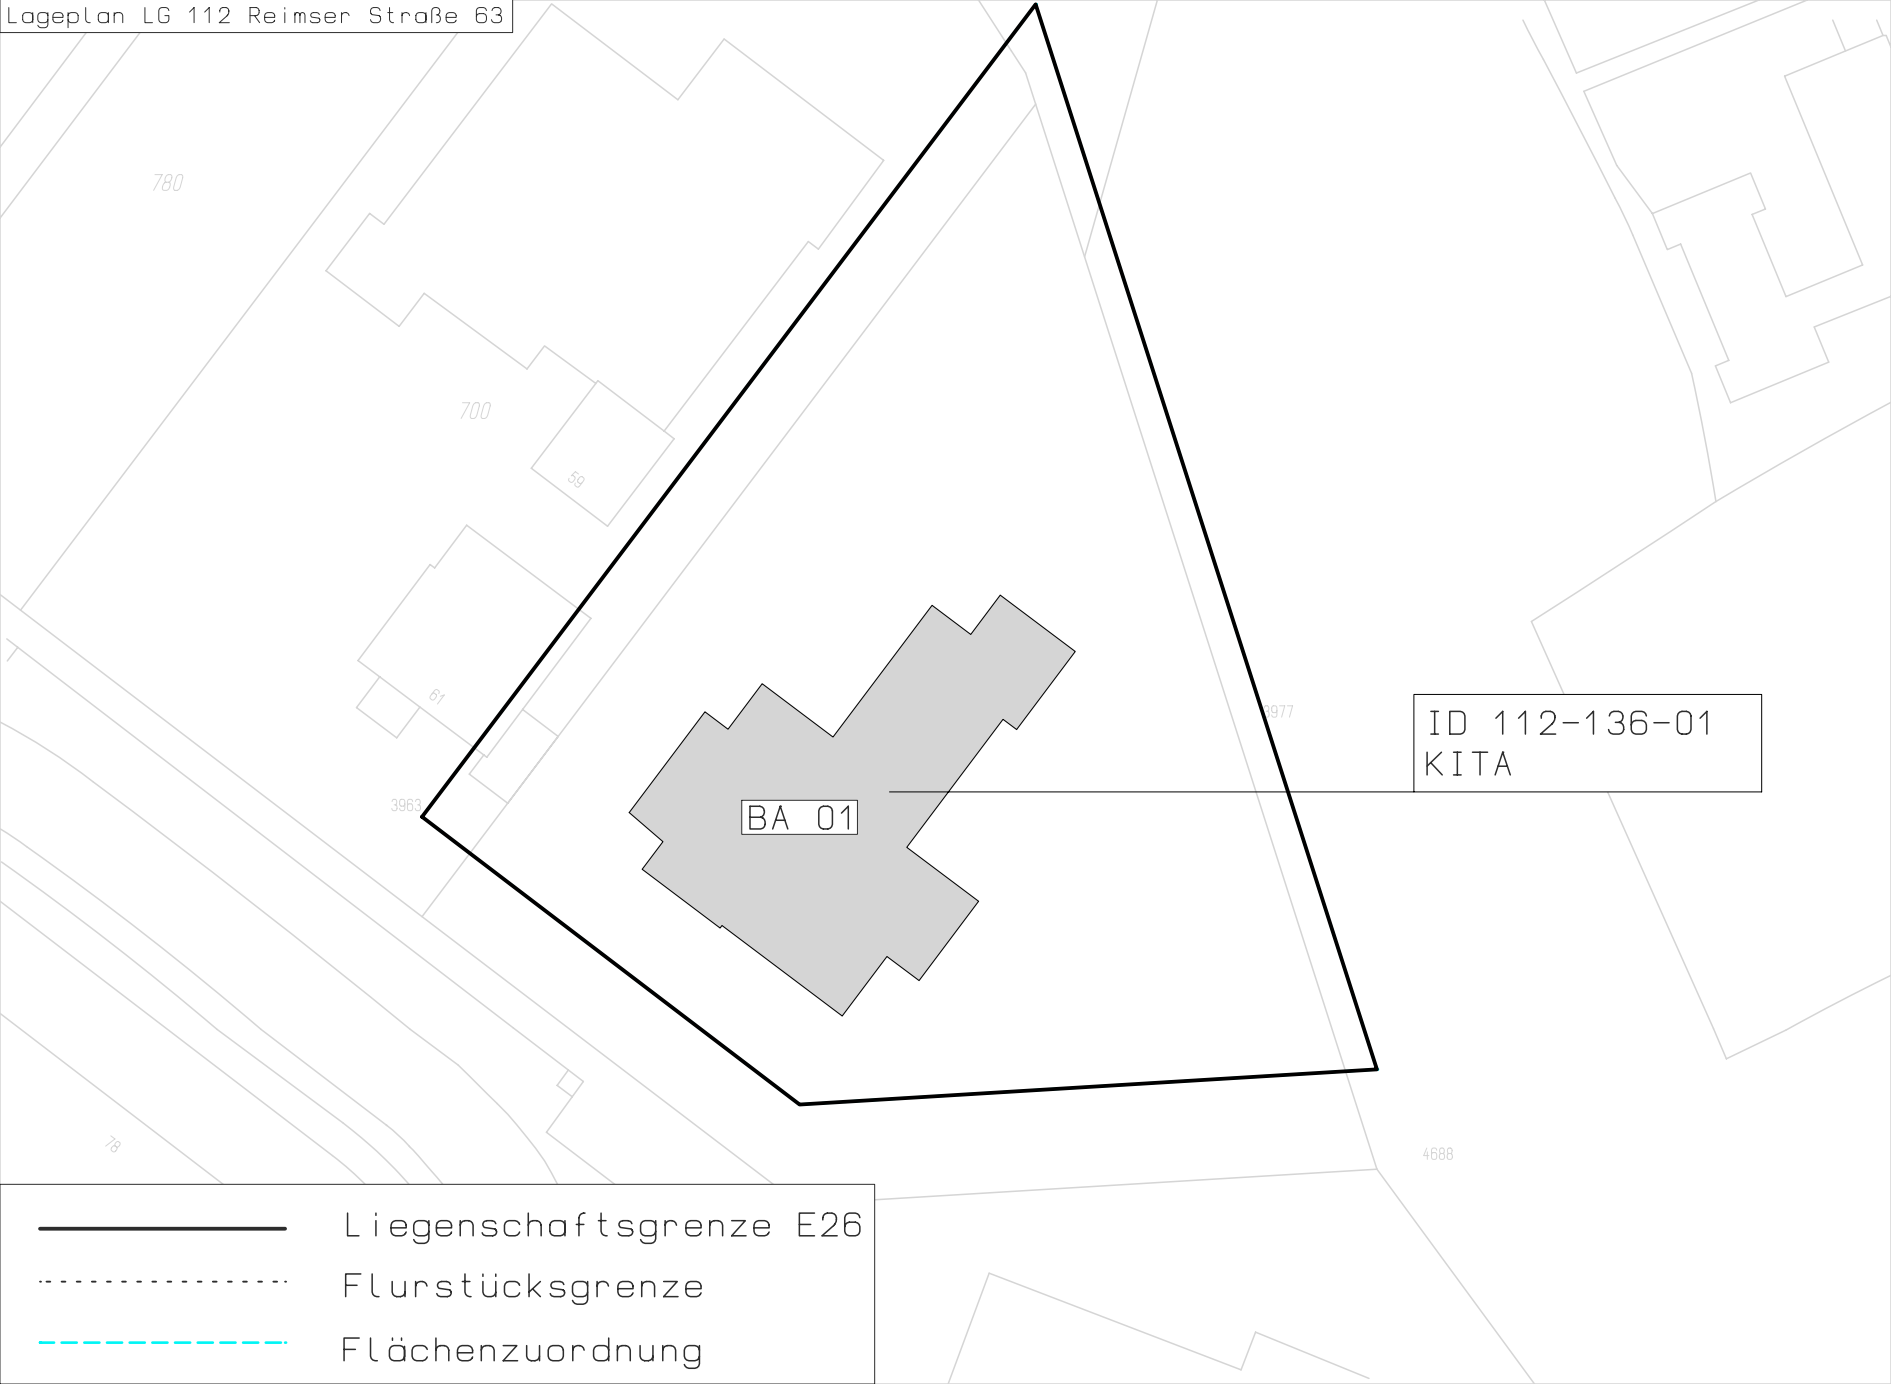 Lageplan LG 112 Reimser Straße 63
780
700
59
61
3977
ID 112-136-01
KITA
3963
BA 01
78
4688
Liegenschaftsgrenze E26
Flurstücksgrenze
Flächenzuordnung